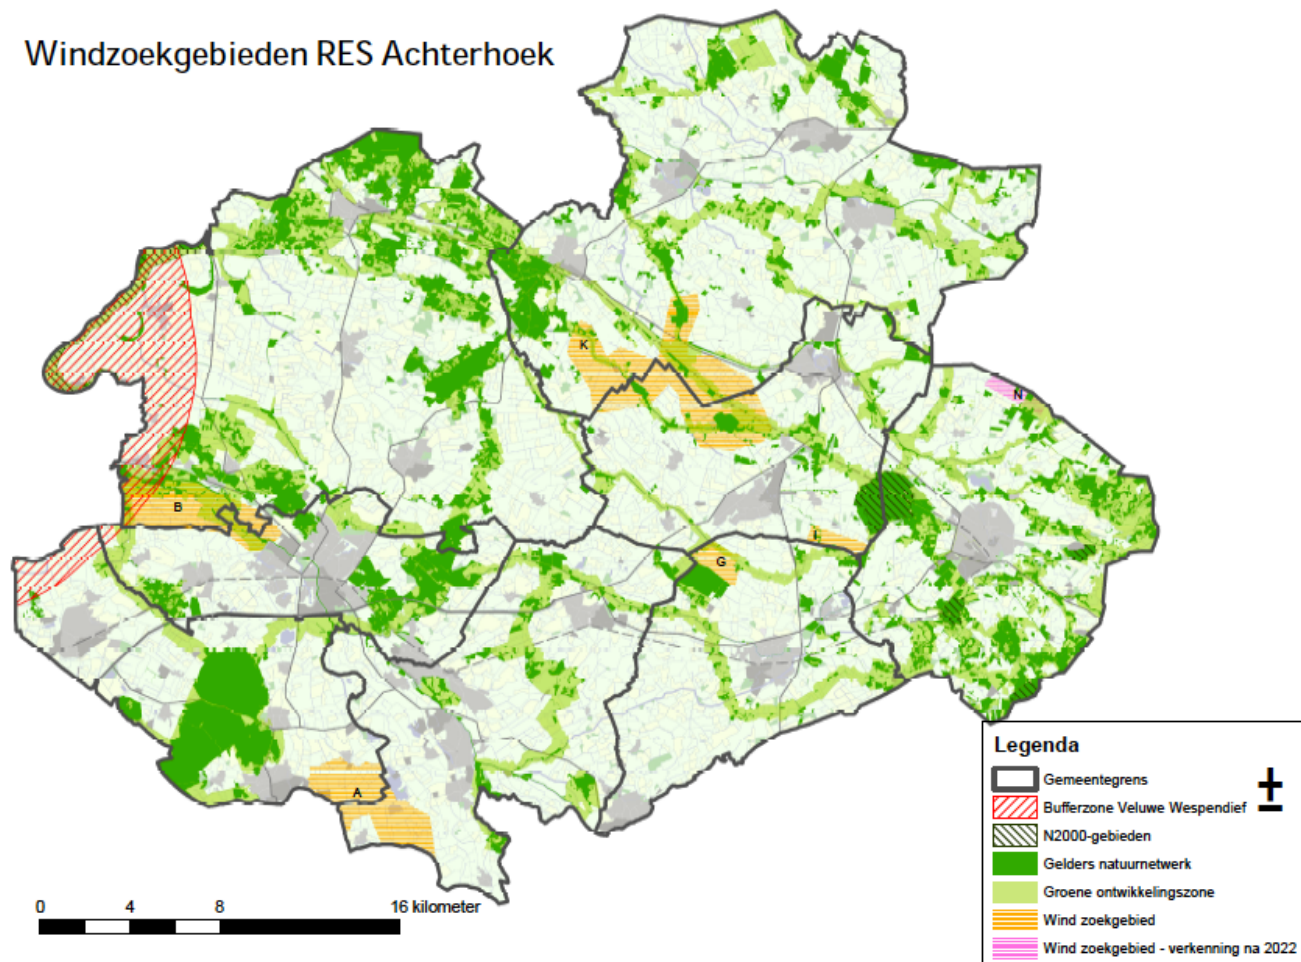 Windzoekgebieden RES Achterhoek
K
N
B
I
G
A
Legenda
Gemeentegrens
Bufferzone Veluwe Wespendief
N2000-gebieden
Gelders natuurnetwerk
Groene ontwikkelingszone
Wind zoekgebied
Wind zoekgebied - verkenning na 2022
0 4 8 16 kilometer